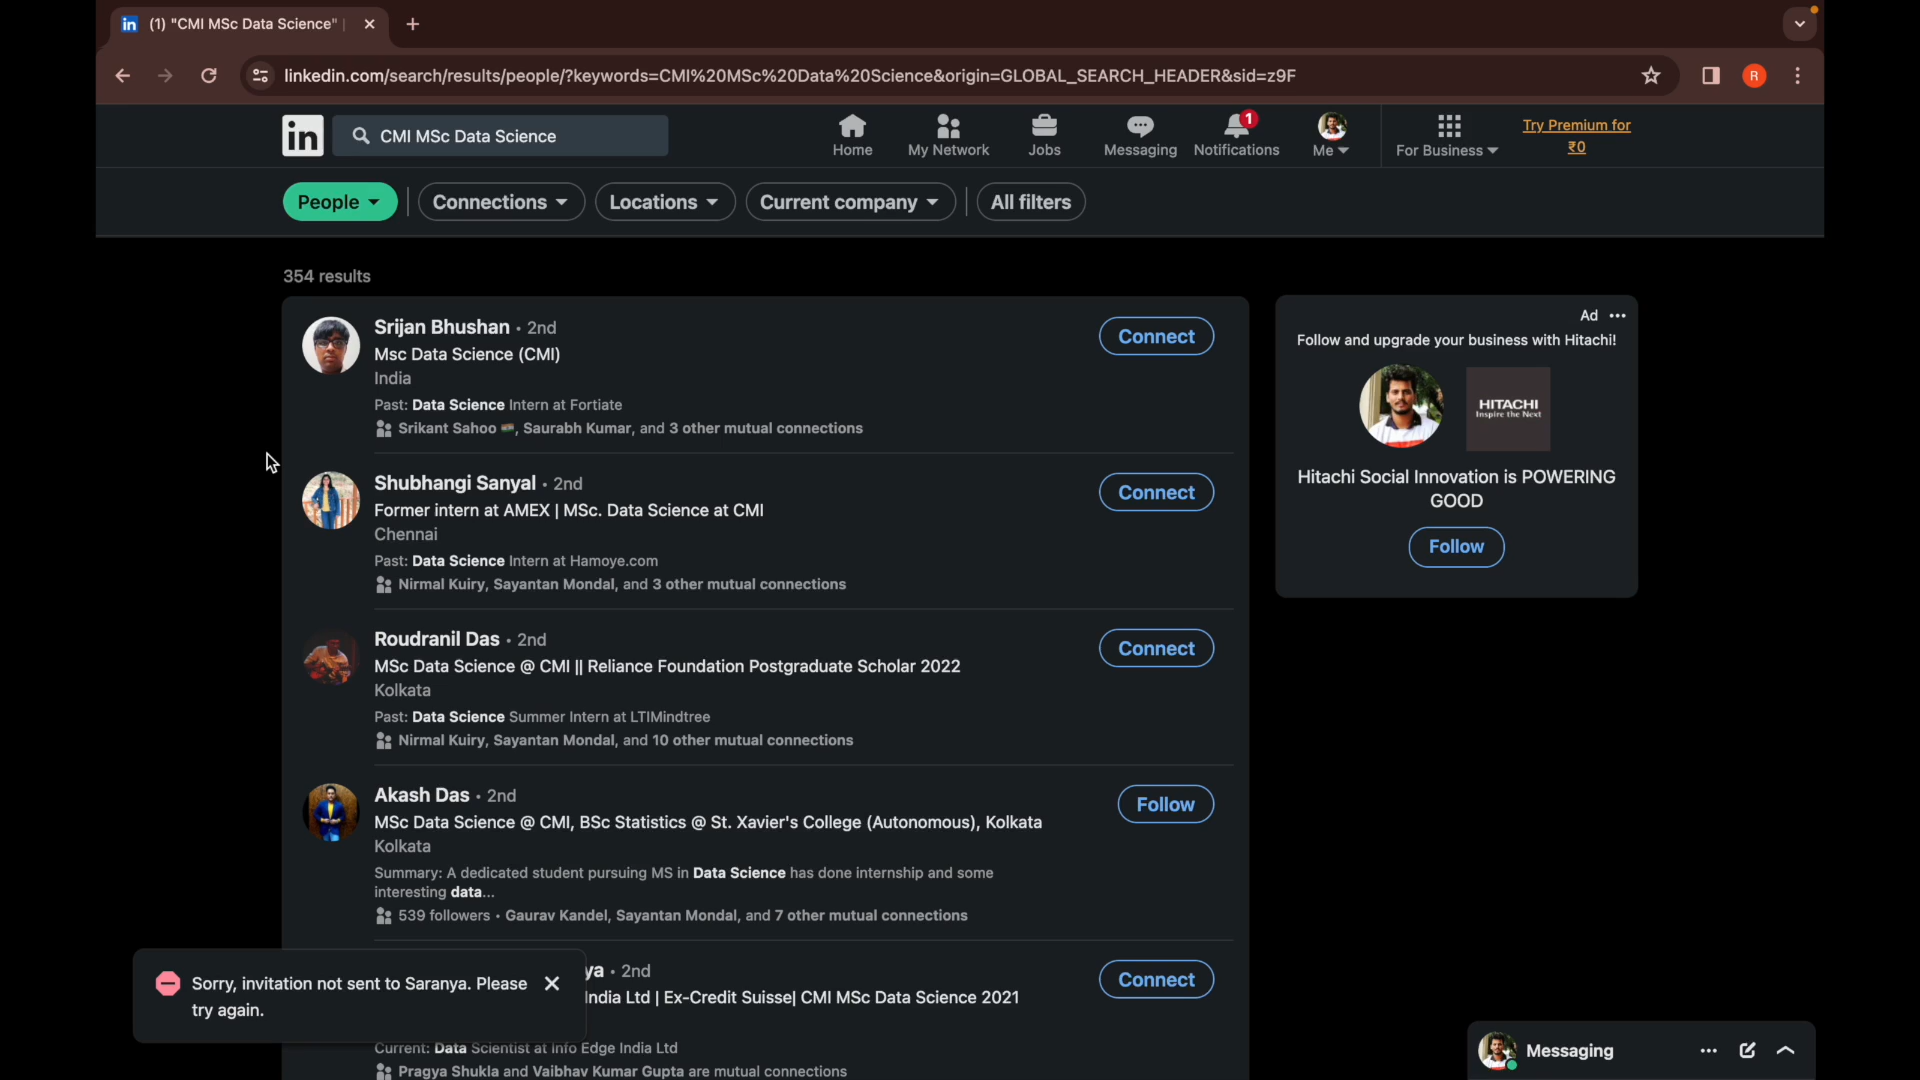 (1) "CMI MSc Data Science" |
linkedin.com/search/results/people/?keywords=CMI%20MSc%20Data%20Science&origin=GLOBAL_SEARCH_HEADER&sid=z9F
R
in
CMI MSc Data Science
Home
My Network
Jobs
Messaging
1
Notifications
Me
For Business
Try Premium for
₹0
People
Connections
Locations
Current company
All filters
354 results
Srijan Bhushan • 2nd
Msc Data Science (CMI)
India
Past: Data Science Intern at Fortiate
Srikant Sahoo, Saurabh Kumar, and 3 other mutual connections
Connect
Shubhangi Sanyal • 2nd
Former intern at AMEX | MSc. Data Science at CMI
Chennai
Past: Data Science Intern at Hamoye.com
Nirmal Kuiry, Sayantan Mondal, and 3 other mutual connections
Connect
Roudranil Das • 2nd
MSc Data Science @ CMI || Reliance Foundation Postgraduate Scholar 2022
Kolkata
Past: Data Science Summer Intern at LTIMindtree
Nirmal Kuiry, Sayantan Mondal, and 10 other mutual connections
Connect
Akash Das • 2nd
MSc Data Science @ CMI, BSc Statistics @ St. Xavier's College (Autonomous), Kolkata
Kolkata
Summary: A dedicated student pursuing MS in Data Science has done internship and some
interesting data...
539 followers • Gaurav Kandel, Sayantan Mondal, and 7 other mutual connections
Follow
ya • 2nd
India Ltd | Ex-Credit Suisse| CMI MSc Data Science 2021
Current: Data Scientist at Info Edge India Ltd
Pragya Shukla and Vaibhav Kumar Gupta are mutual connections
Connect
Sorry, invitation not sent to Saranya. Please
try again.
Ad
Follow and upgrade your business with Hitachi!
HITACHI
Inspire the Next
Hitachi Social Innovation is POWERING
GOOD
Follow
Messaging